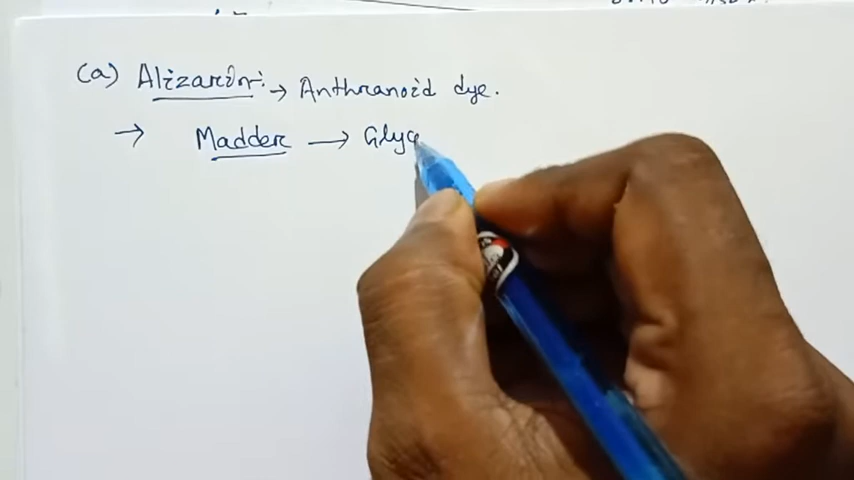 (a) Alizarin: → Anthranoid dye.
→ Madder → Glyc